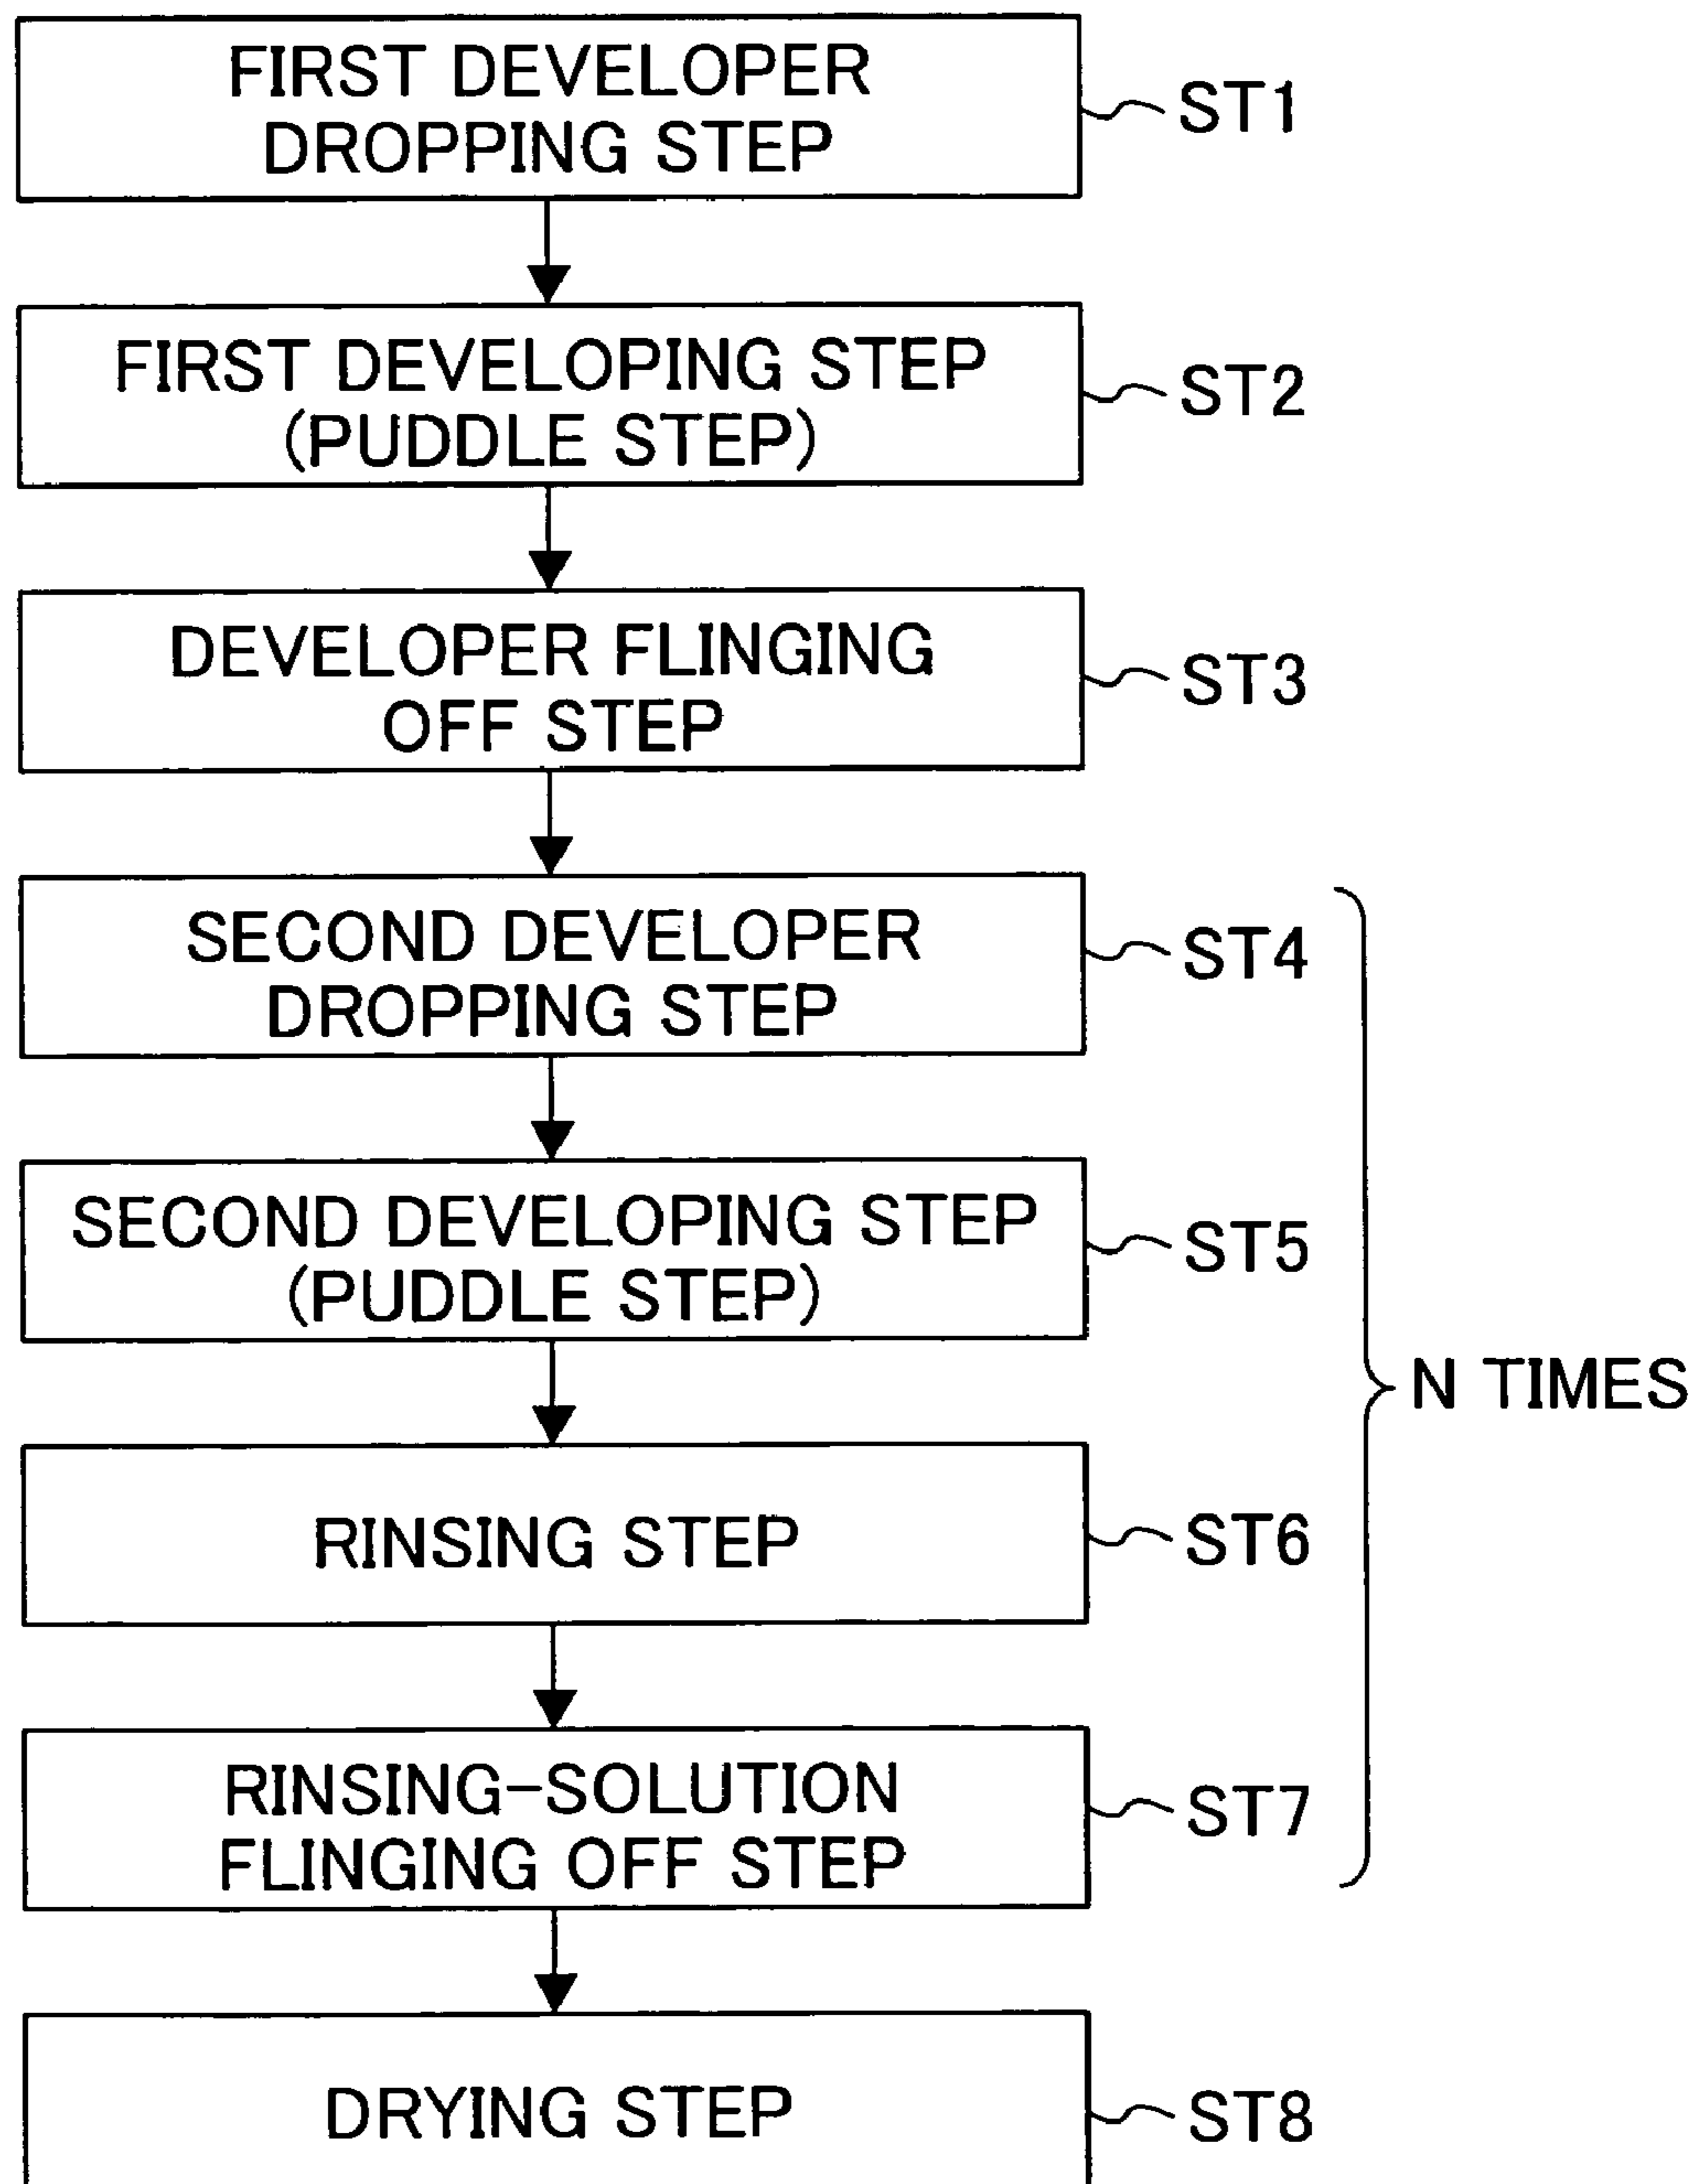 FIRST DEVELOPER
DROPPING STEP
ST1
FIRST DEVELOPING STEP
(PUDDLE STEP)
ST2
DEVELOPER FLINGING
OFF STEP
ST3
SECOND DEVELOPER
DROPPING STEP
ST4
SECOND DEVELOPING STEP
(PUDDLE STEP)
ST5
N TIMES
RINSING STEP
ST6
RINSING-SOLUTION
FLINGING OFF STEP
ST7
DRYING STEP
ST8